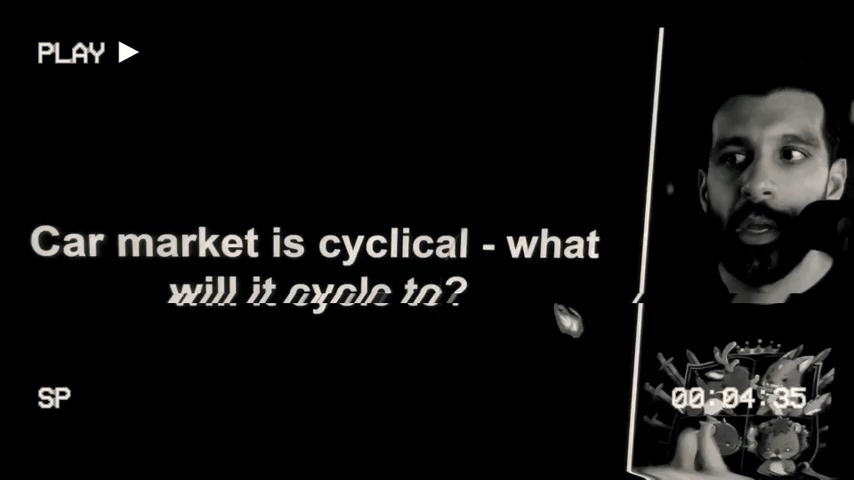 PLAY
Car market is cyclical - what
will it cycle to?
SP
00:04:35